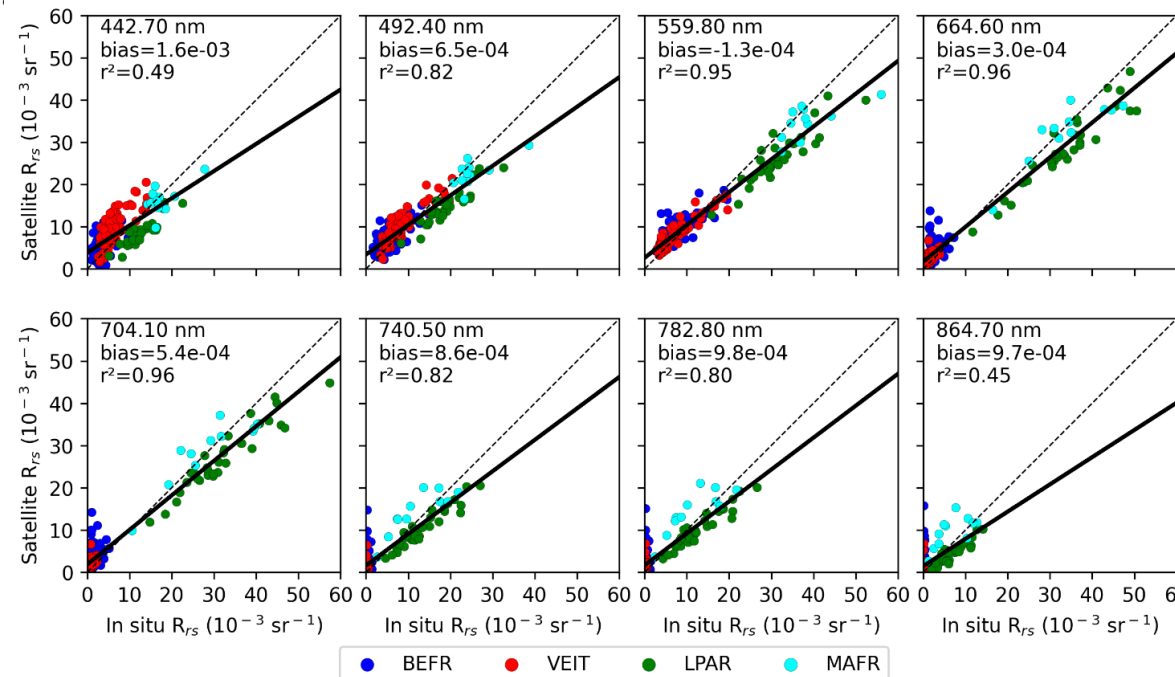 442.70 nm
bias=1.6e-03
r²=0.49
492.40 nm
bias=6.5e-04
r²=0.82
559.80 nm
bias=-1.3e-04
r²=0.95
664.60 nm
bias=3.0e-04
r²=0.96
60
50
40
30
20
10
0
Satellite Rrs (10⁻³ sr⁻¹)
704.10 nm
bias=5.4e-04
r²=0.96
740.50 nm
bias=8.6e-04
r²=0.82
782.80 nm
bias=9.8e-04
r²=0.80
864.70 nm
bias=9.7e-04
r²=0.45
60
50
40
30
20
10
0
Satellite Rrs (10⁻³ sr⁻¹)
0 10 20 30 40 50 60
0 10 20 30 40 50
0 10 20 30 40 50
0 10 20 30 40 50
In situ Rrs (10⁻³ sr⁻¹)
In situ Rrs (10⁻³ sr⁻¹)
In situ Rrs (10⁻³ sr⁻¹)
In situ Rrs (10⁻³ sr⁻¹)
BEFR VEIT LPAR MAFR